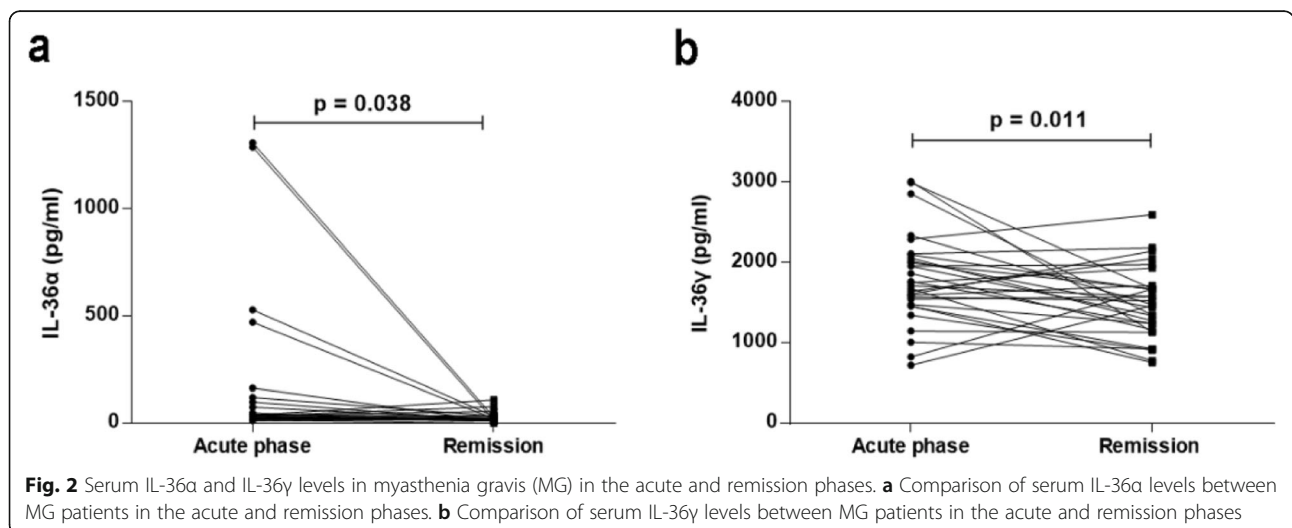 a
b
1500
1000
500
0
IL-36α (pg/ml)
p = 0.038
Acute phase Remission
4000
3000
2000
1000
0
IL-36γ (pg/ml)
p = 0.011
Acute phase Remission
Fig. 2 Serum IL-36α and IL-36γ levels in myasthenia gravis (MG) in the acute and remission phases. a Comparison of serum IL-36α levels between
MG patients in the acute and remission phases. b Comparison of serum IL-36γ levels between MG patients in the acute and remission phases